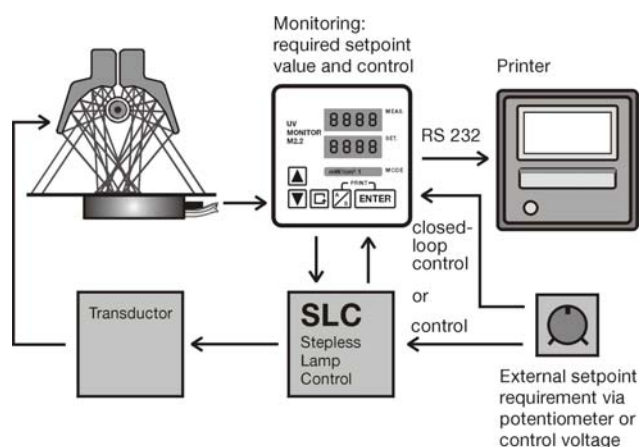 Monitoring:
required setpoint
value and control
Printer
8888 MEAS.
UV
MONITOR
M2.2
8888 SET.
MODE
PRINT
ENTER
RS 232
closed-
loop
control
or
control
Transductor
SLC
Stepless
Lamp
Control
External setpoint
requirement via
potentiometer or
control voltage